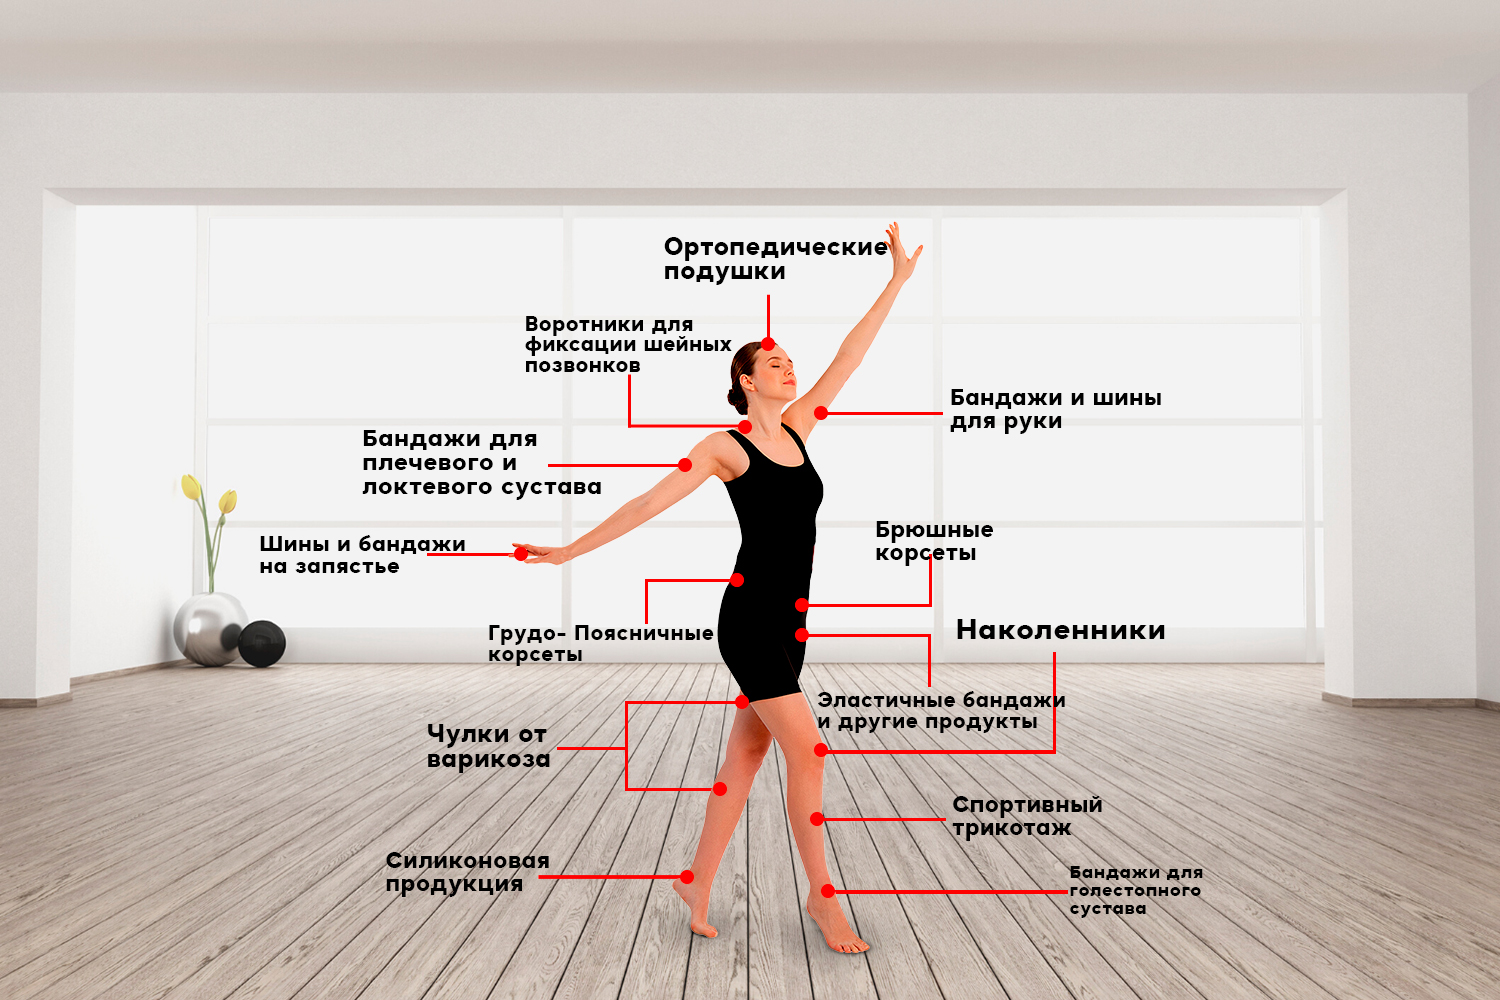 Ортопедические
подушки
Воротники для
фиксации шейных
позвонков
Бандажи и шины
для руки
Бандажи для
плечевого и
локтевого сустава
Шины и бандажи
на запястье
Брюшные
корсеты
Грудо- Поясничные
корсеты
Наколенники
Эластичные бандажи
и другие продукты
Чулки от
варикоза
Спортивный
трикотаж
Силиконовая
продукция
Бандажи для
голестопного
сустава